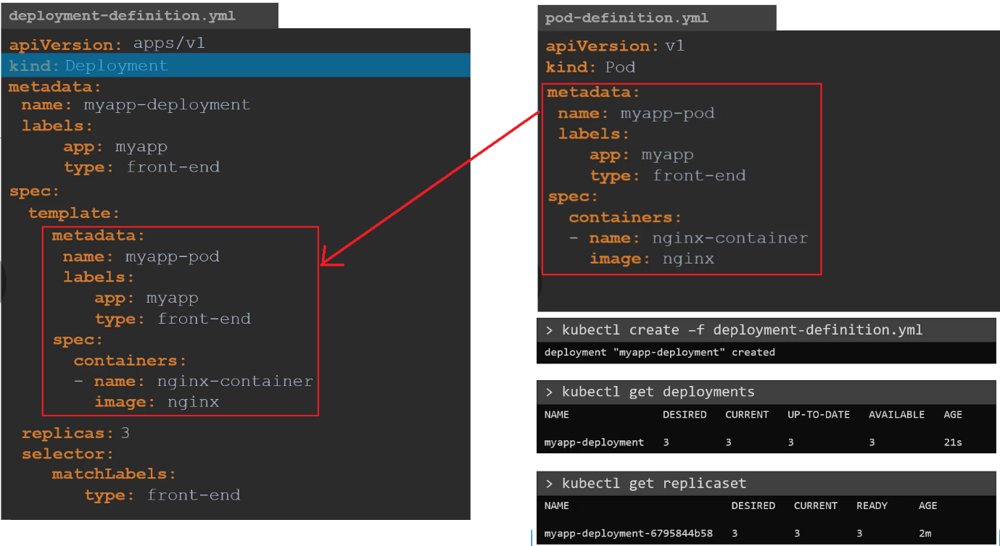 deployment-definition.yml
apiVersion: apps/v1
kind: Deployment
metadata:
name: myapp-deployment
labels:
app: myapp
type: front-end
spec:
template:
metadata:
name: myapp-pod
labels:
app: myapp
type: front-end
spec:
containers:
- name: nginx-container
image: nginx
replicas: 3
selector:
matchLabels:
type: front-end
pod-definition.yml
apiVersion: v1
kind: Pod
metadata:
name: myapp-pod
labels:
app: myapp
type: front-end
spec:
containers:
- name: nginx-container
image: nginx
> kubectl create –f deployment-definition.yml
deployment "myapp-deployment" created
> kubectl get deployments
NAME DESIRED CURRENT UP-TO-DATE AVAILABLE AGE
myapp-deployment 3 3 3 3 21s
> kubectl get replicaset
NAME DESIRED CURRENT READY AGE
myapp-deployment-6795844b58 3 3 3 2m